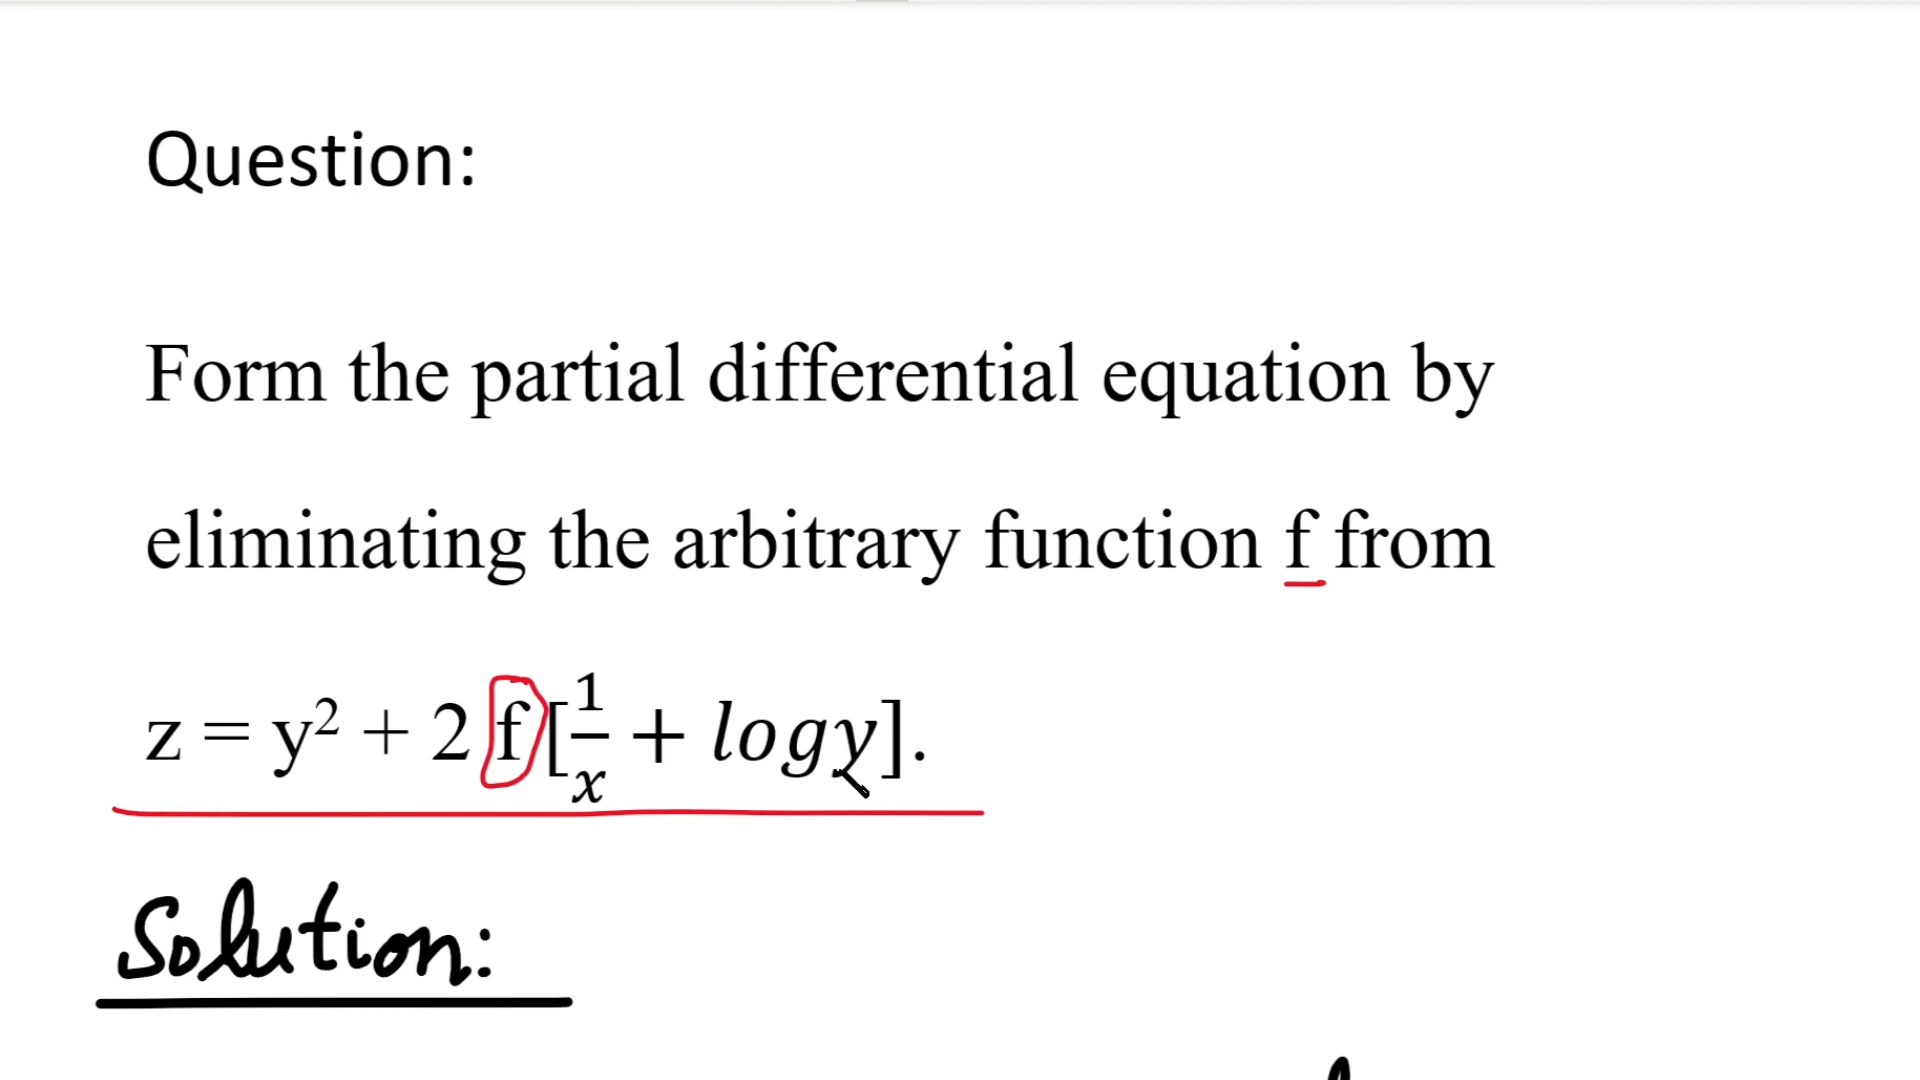 Question:
Form the partial differential equation by
eliminating the arbitrary function f from
z = y² + 2 f [1/x + logy].
Solution: